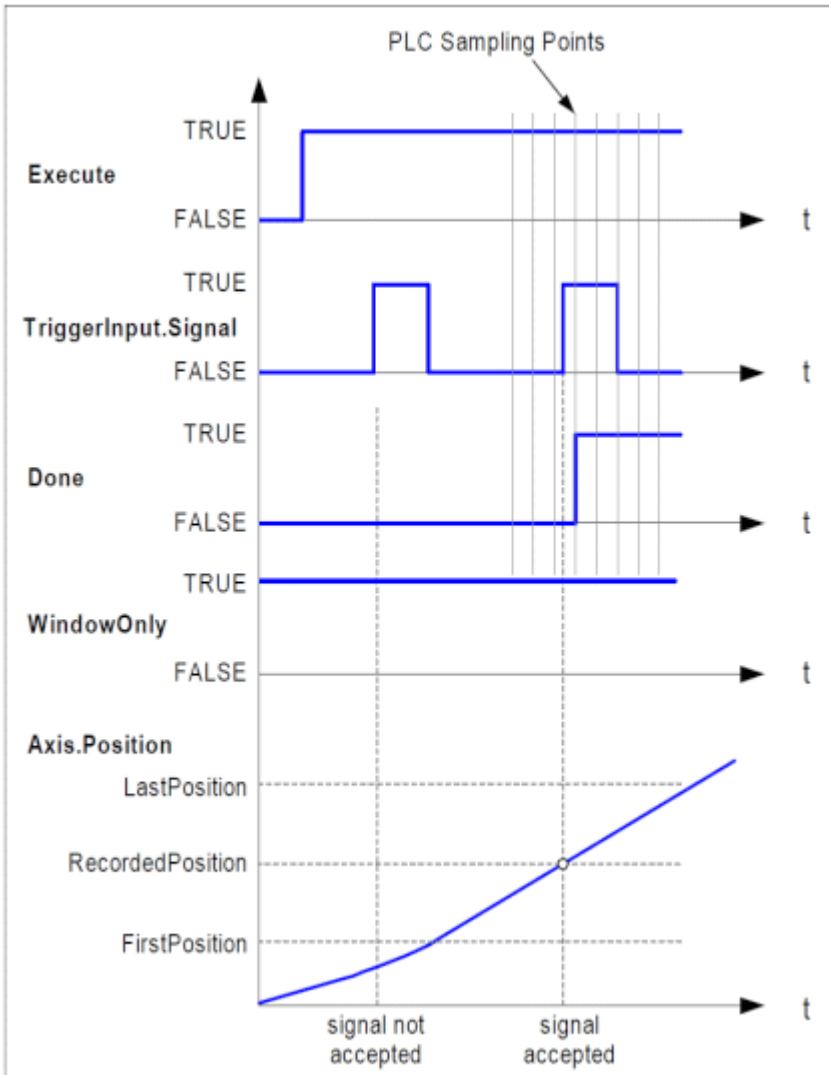 PLC Sampling Points
TRUE
Execute
FALSE
t
TRUE
TriggerInput.Signal
FALSE
t
TRUE
Done
FALSE
t
TRUE
WindowOnly
FALSE
t
Axis.Position
LastPosition
RecordedPosition
FirstPosition
t
signal not
accepted
signal
accepted